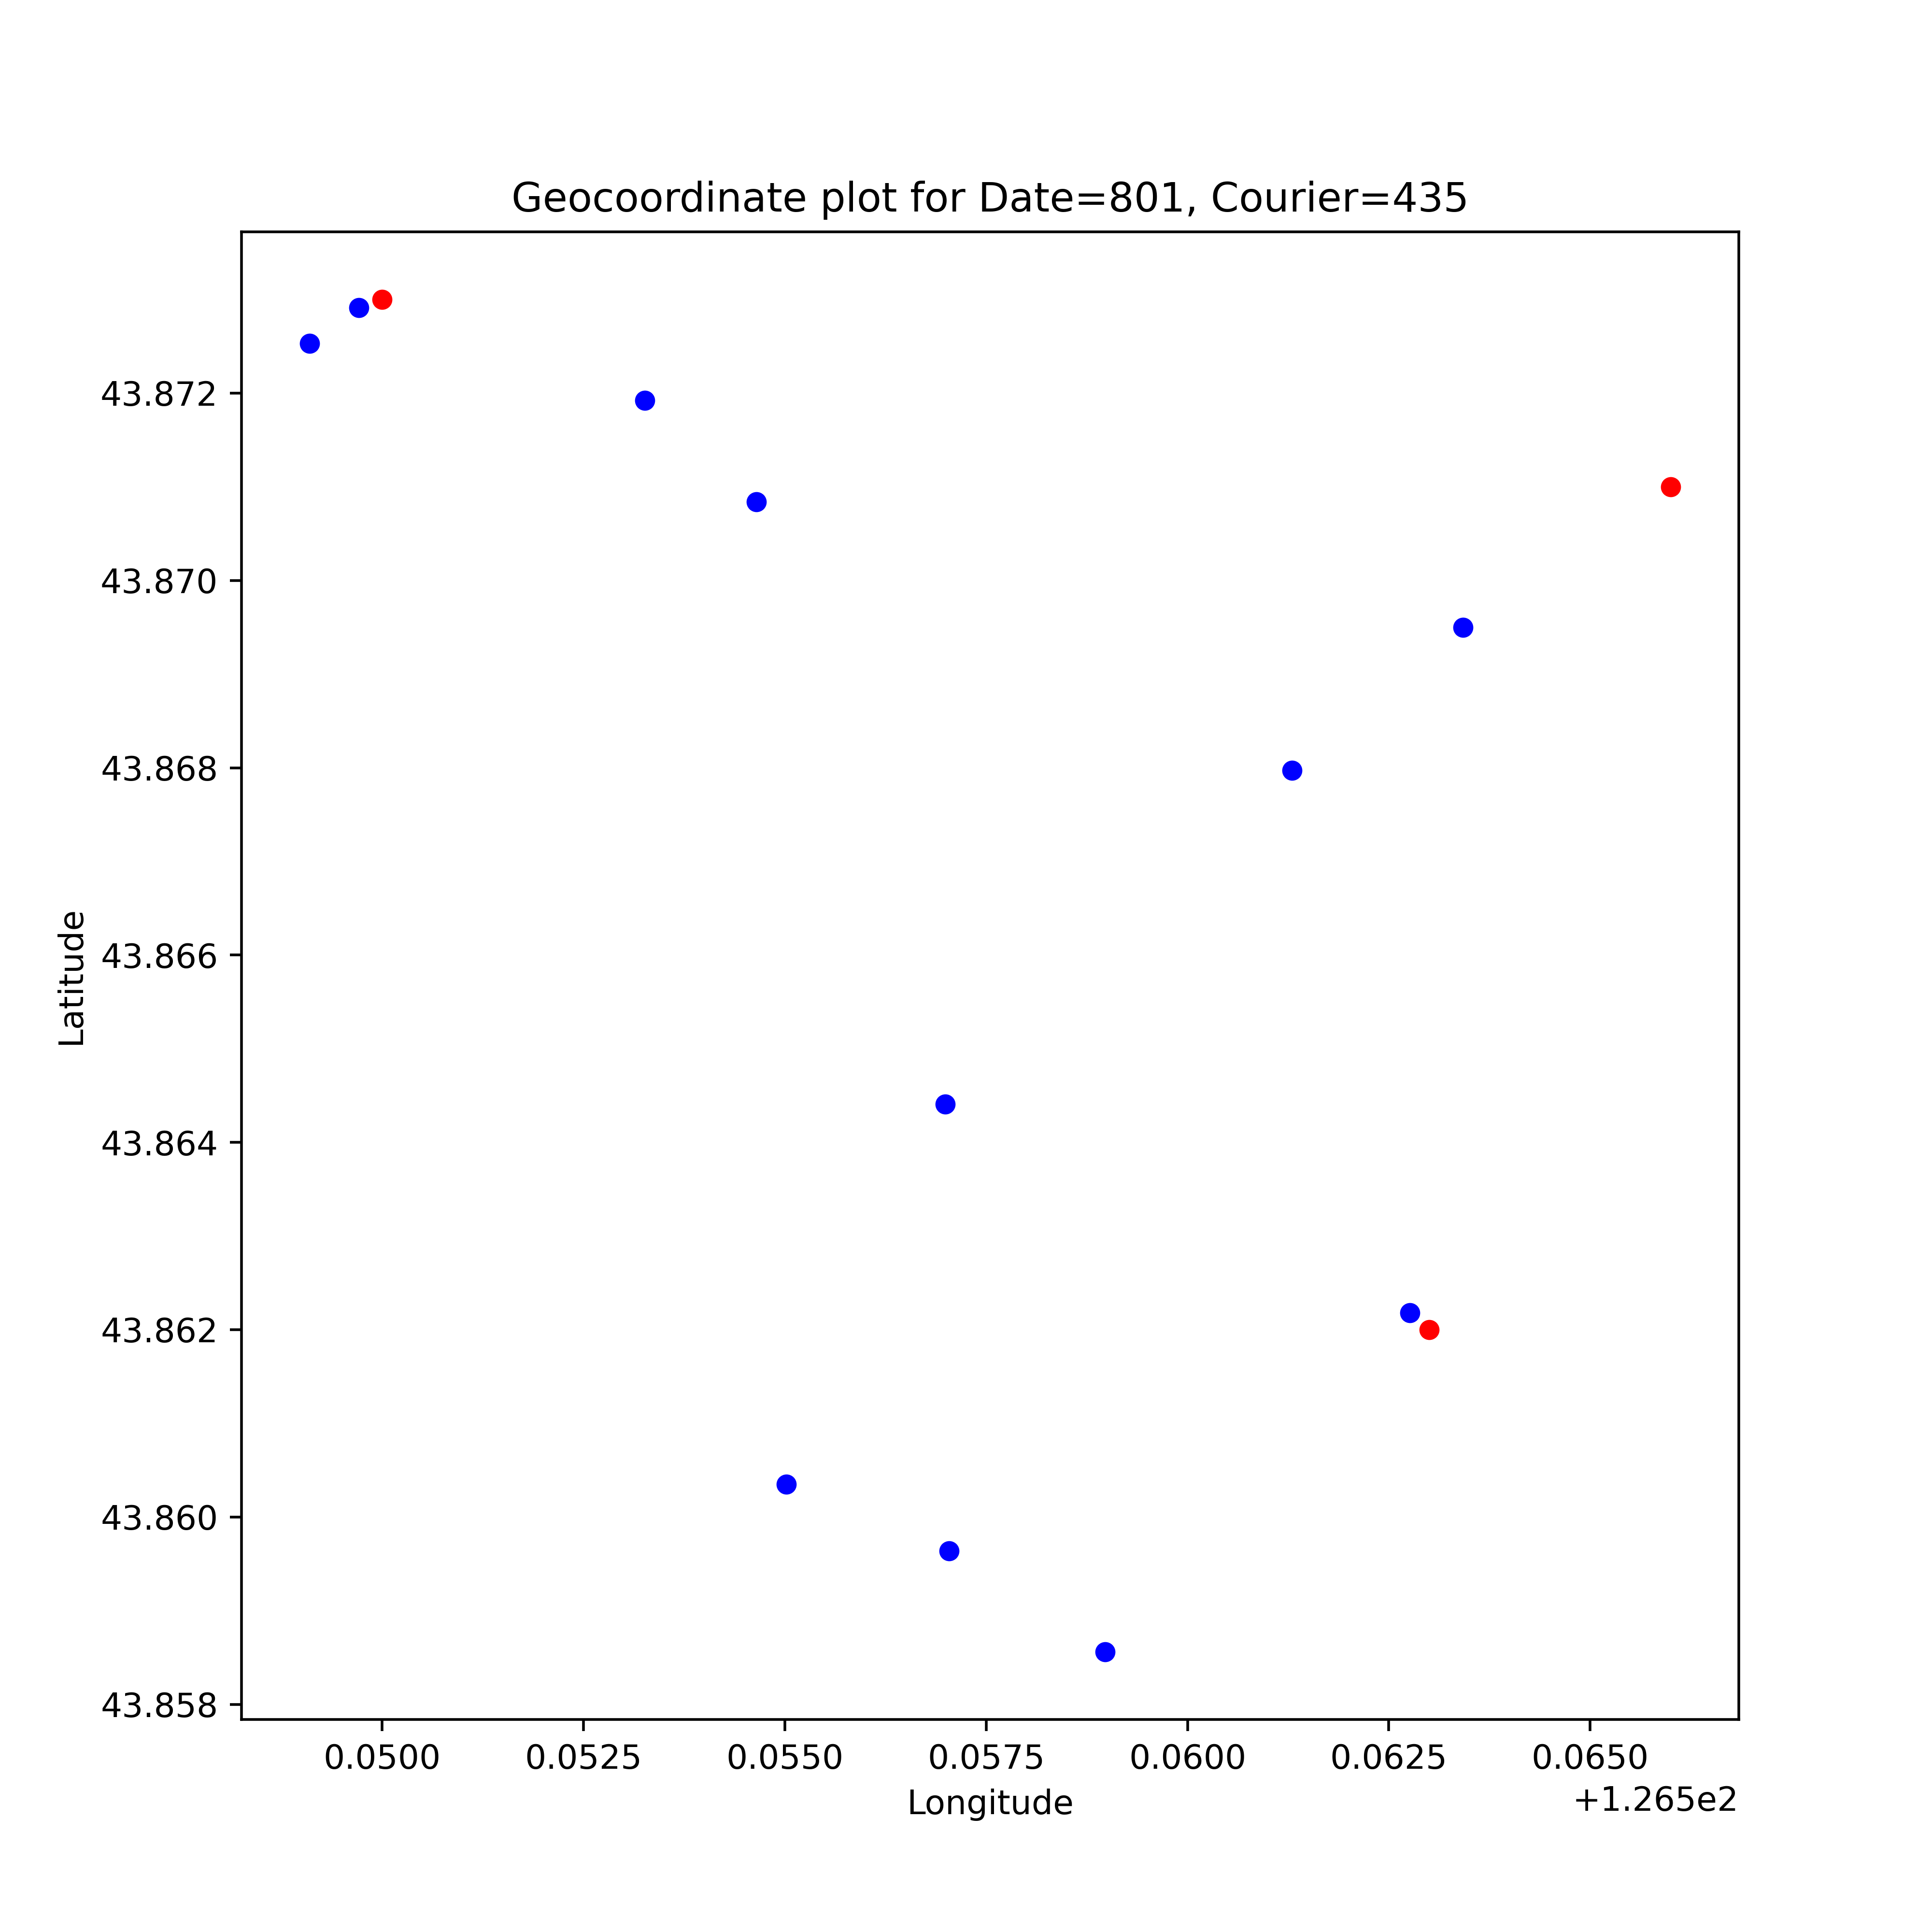 Geocoordinate plot for Date=801, Courier=435
43.872
43.870
43.868
43.866
43.864
43.862
43.860
43.858
Latitude
0.0500 0.0525 0.0550 0.0575 0.0600 0.0625 0.0650
+1.265e2
Longitude